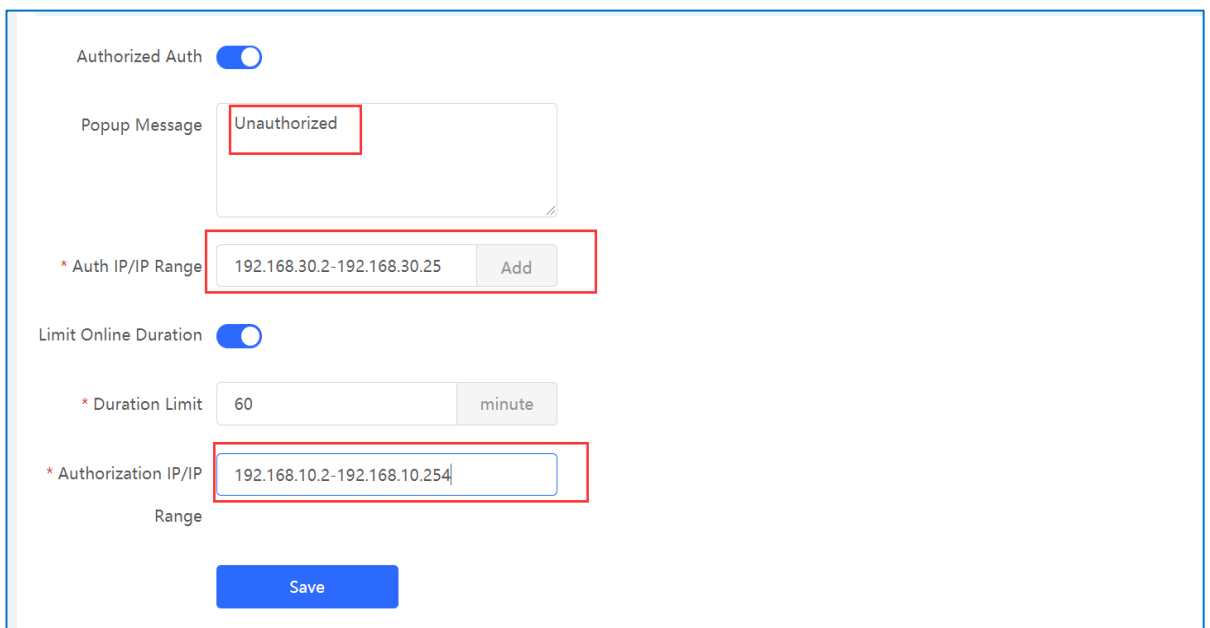 Authorized Auth
Popup Message
Unauthorized
* Auth IP/IP Range
192.168.30.2-192.168.30.25
Add
Limit Online Duration
* Duration Limit
60
minute
* Authorization IP/IP
Range
192.168.10.2-192.168.10.254
Save